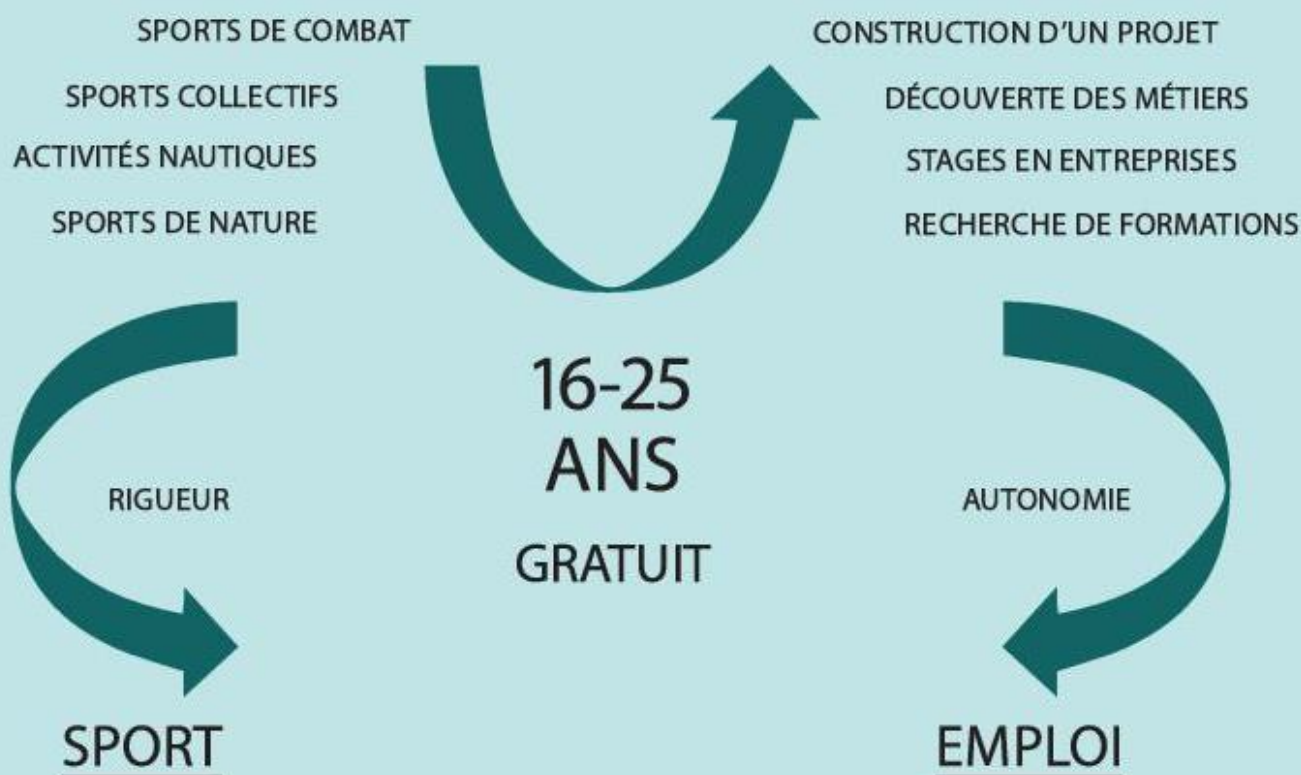 SPORTS DE COMBAT
SPORTS COLLECTIFS
ACTIVITÉS NAUTIQUES
SPORTS DE NATURE
CONSTRUCTION D'UN PROJET
DÉCOUVERTE DES MÉTIERS
STAGES EN ENTREPRISES
RECHERCHE DE FORMATIONS
16-25
ANS
GRATUIT
RIGUEUR
AUTONOMIE
SPORT
EMPLOI